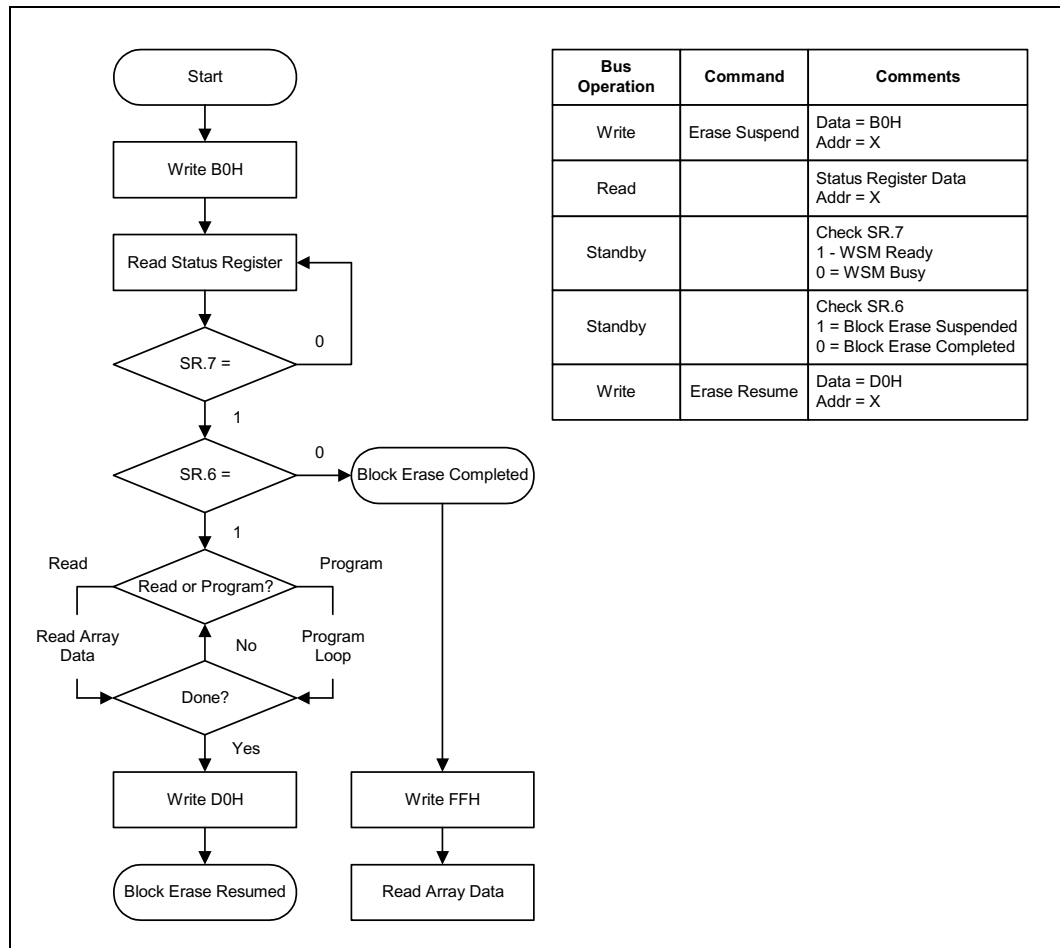 Start
Write B0H
Read Status Register
0
SR.7 =
1
0
SR.6 =
Block Erase Completed
1
Read
Program
Read or Program?
Read Array
Data
No
Program
Loop
Done?
Yes
Write D0H
Write FFH
Block Erase Resumed
Read Array Data
Bus
Operation
Command
Comments
Write
Erase Suspend
Data = B0H
Addr = X
Read
Status Register Data
Addr = X
Standby
Check SR.7
1 - WSM Ready
0 = WSM Busy
Standby
Check SR.6
1 = Block Erase Suspended
0 = Block Erase Completed
Write
Erase Resume
Data = D0H
Addr = X